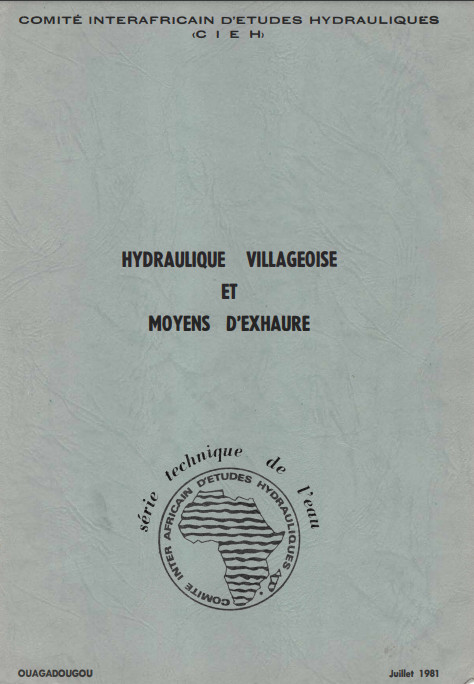 COMITÉ INTERAFRICAIN D'ETUDES HYDRAULIQUES
(C I E H)
HYDRAULIQUE VILLAGEOISE
ET
MOYENS D'EXHAURE
série technique de l'eau
COMITE INTER AFRICAIN D'ETUDES HYDRAULIQUES
OUAGADOUGOU
Juillet 1981